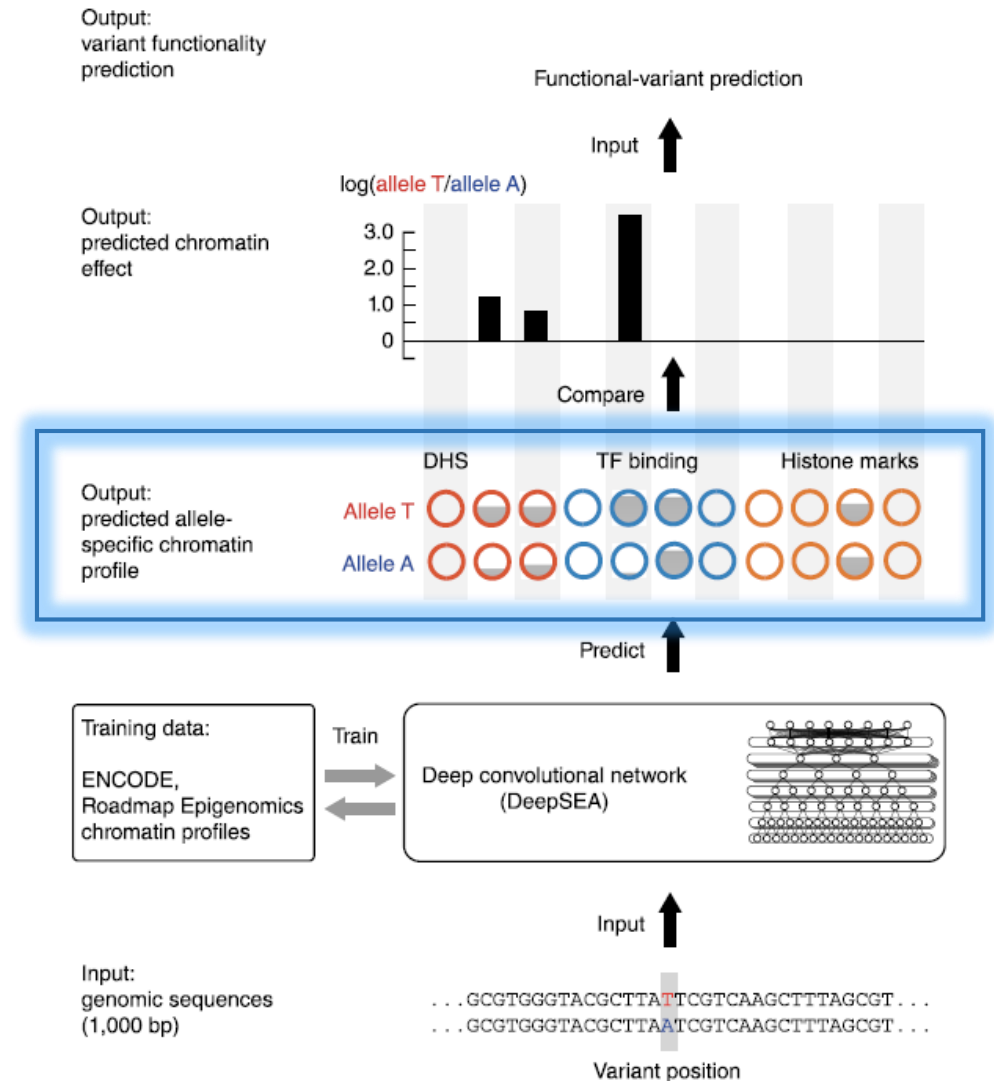 Output:
variant functionality
prediction
Functional-variant prediction
Input
log(allele T/allele A)
Output:
predicted chromatin
effect
3.0
2.0
1.0
0
Compare
DHS
TF binding
Histone marks
Output:
predicted allele-
specific chromatin
profile
Allele T
Allele A
Predict
Training data:
ENCODE,
Roadmap Epigenomics
chromatin profiles
Train
Deep convolutional network
(DeepSEA)
Input
Input:
genomic sequences
(1,000 bp)
...GCGTGGGTACGCTTATTCGTCAAGCTTTAGCGT...
...GCGTGGGTACGCTTAATCGTCAAGCTTTAGCGT...
Variant position